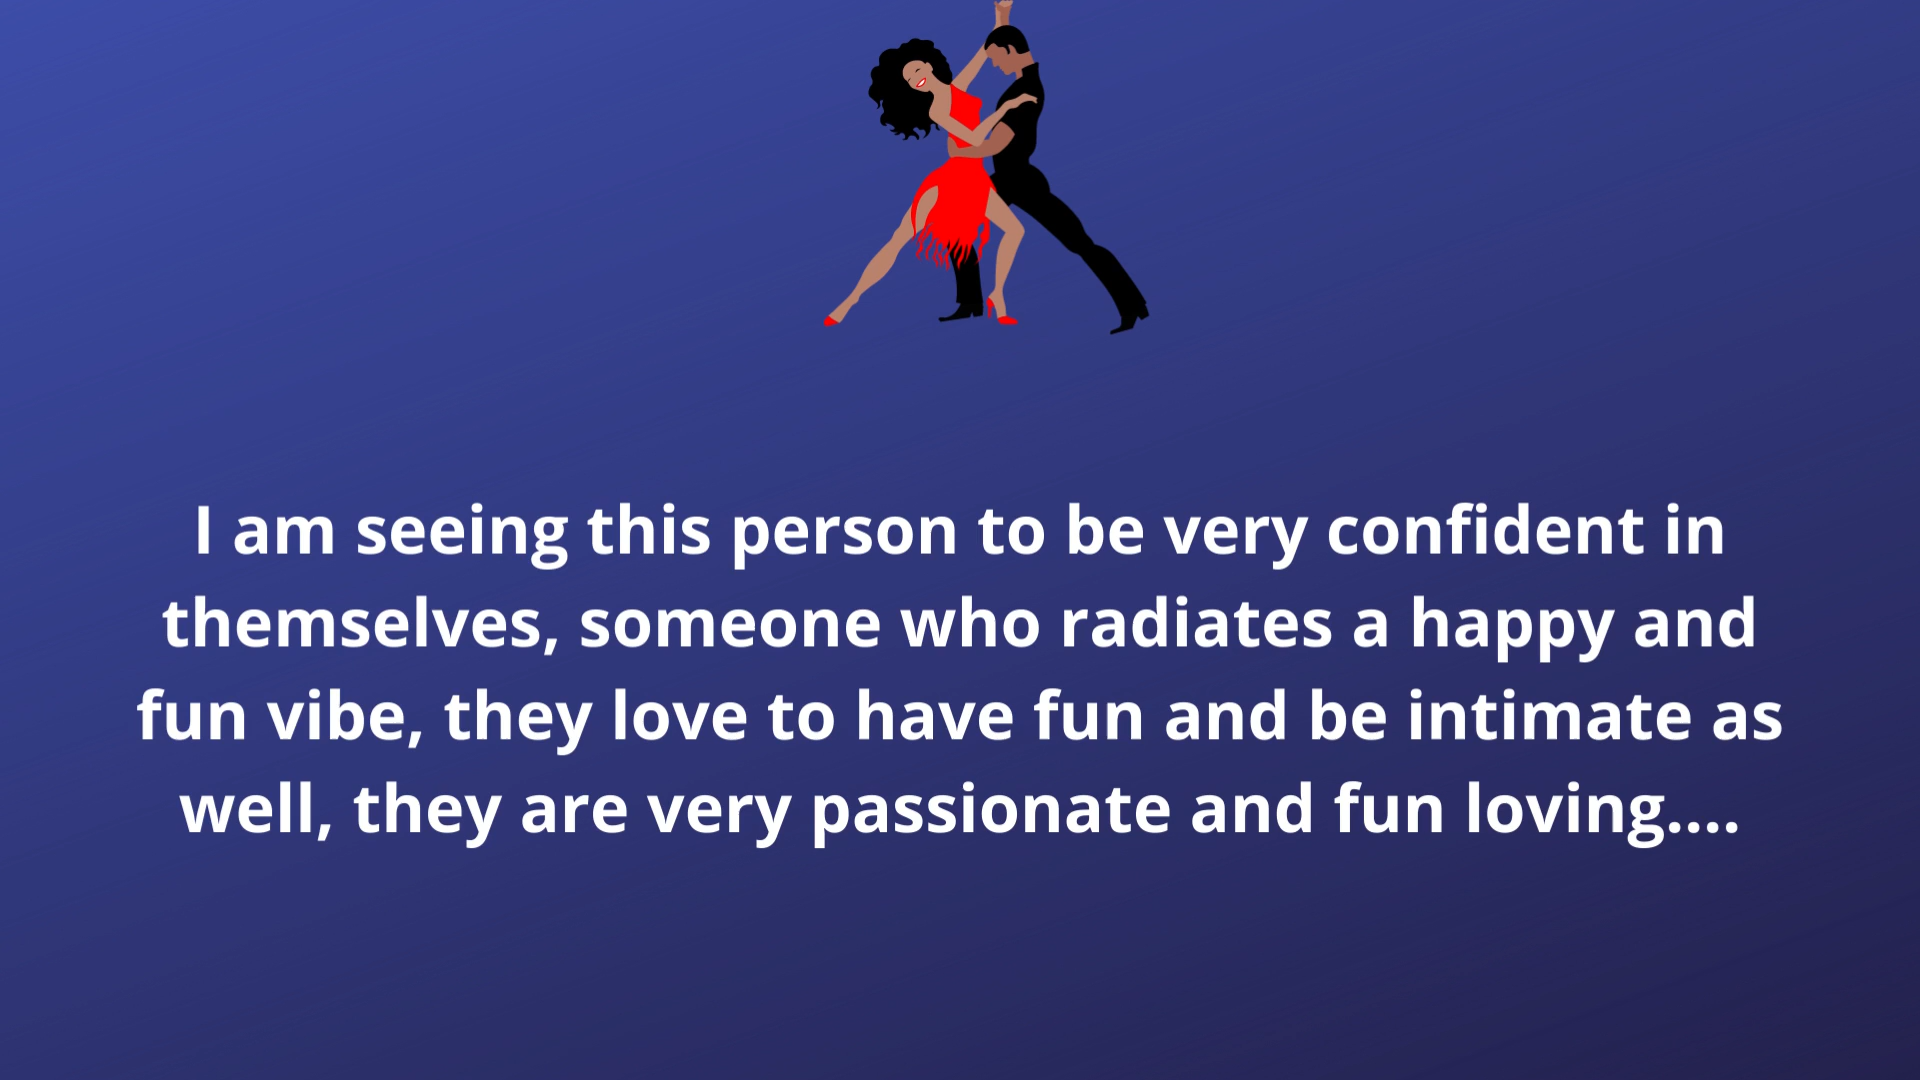 I am seeing this person to be very confident in
themselves, someone who radiates a happy and
fun vibe, they love to have fun and be intimate as
well, they are very passionate and fun loving....